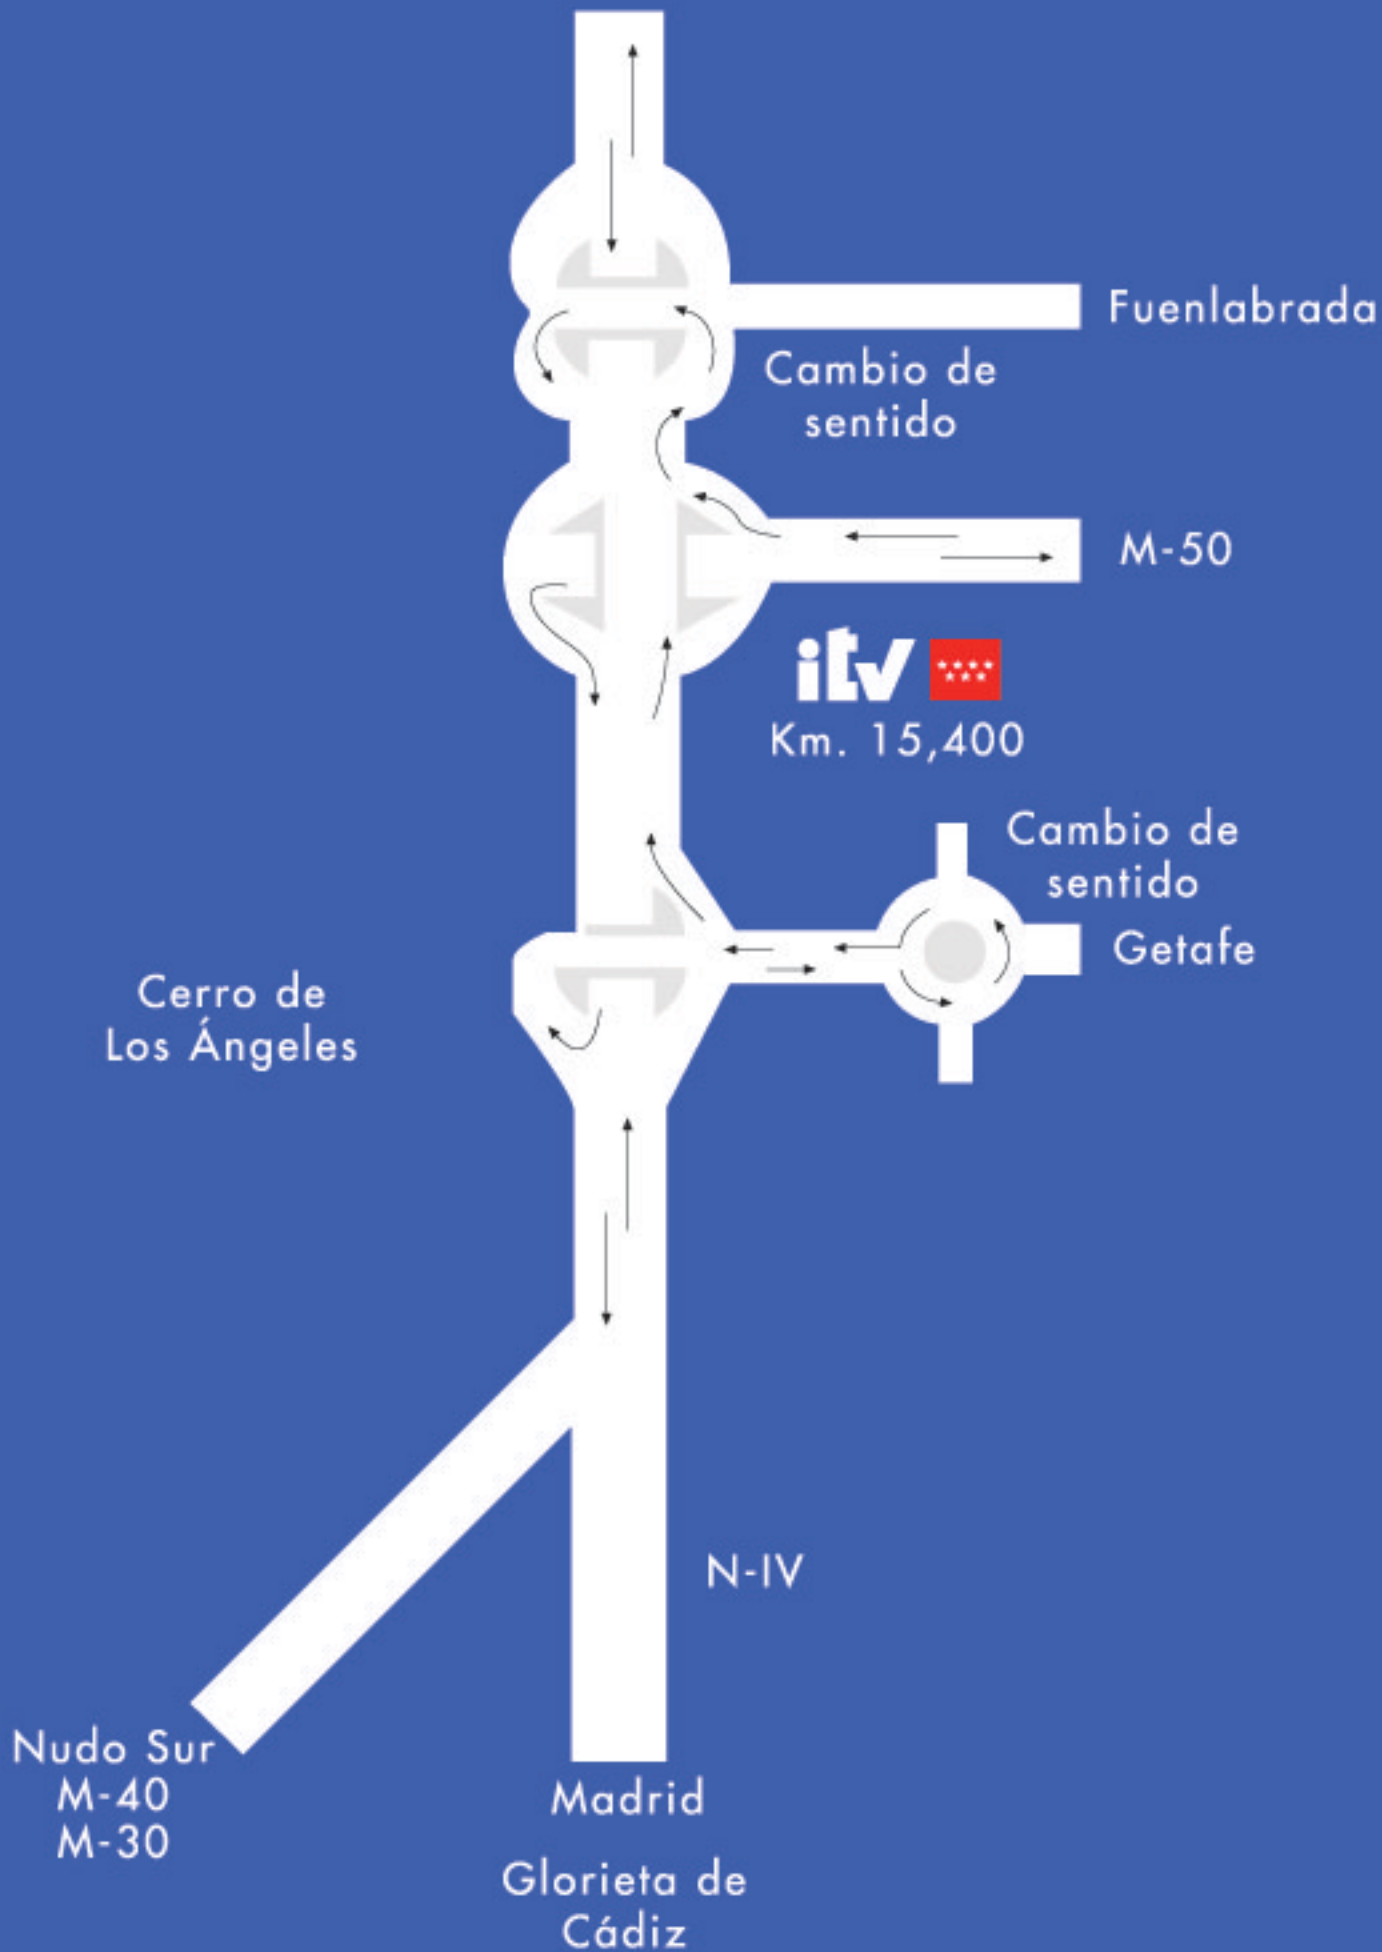 Fuenlabrada
Cambio de
sentido
M-50
itv
Km. 15,400
Cambio de
sentido
Getafe
Cerro de
Los Ángeles
N-IV
Nudo Sur
M-40
M-30
Madrid
Glorieta de
Cádiz